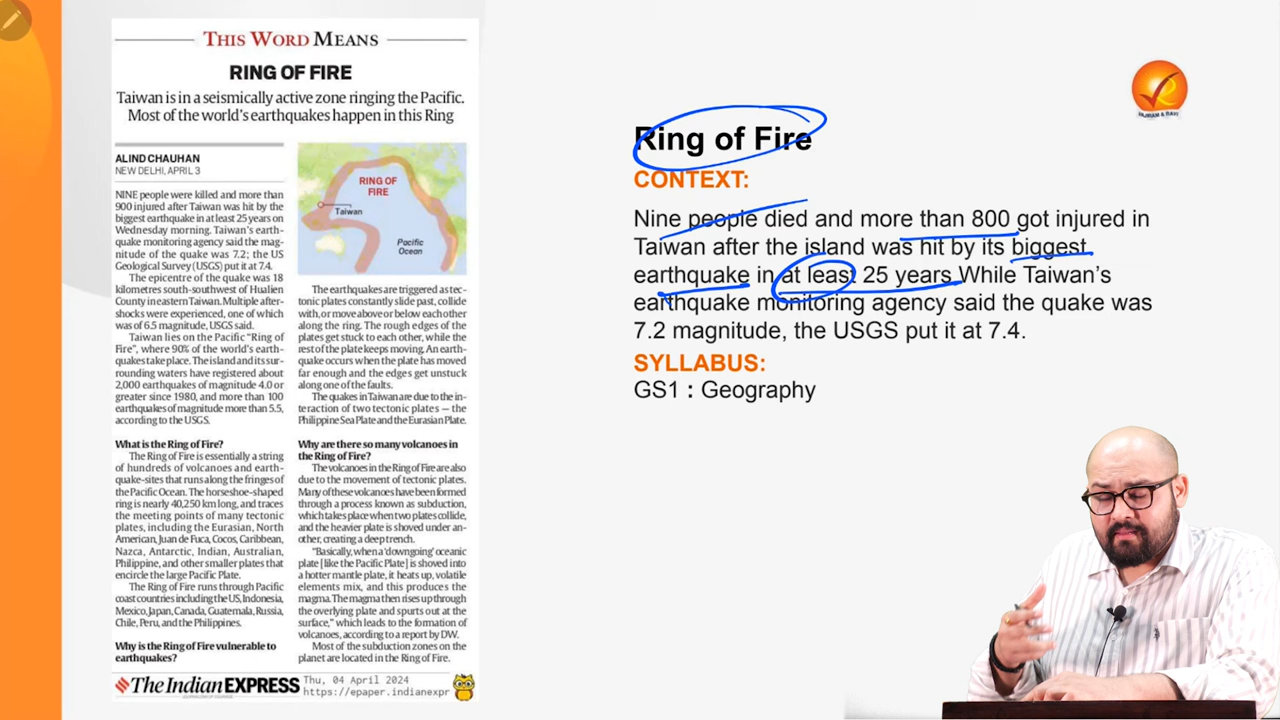 THIS WORD MEANS
RING OF FIRE
Taiwan is in a seismically active zone ringing the Pacific.
Most of the world's earthquakes happen in this Ring
ALIND CHAUHAN
NEW DELHI, APRIL 3
NINE people were killed and more than
900 injured after Taiwan was hit by the
biggest earthquake in at least 25 years on
Wednesday morning. Taiwan's earth-
quake monitoring agency said the mag-
nitude of the quake was 7.2; the US
Geological Survey (USGS) put it at 7.4.
The epicentre of the quake was 18
kilometres south-southwest of Hualien
County in eastern Taiwan. Multiple after-
shocks were experienced, one of which
was of 6.5 magnitude, USGS said.
Taiwan lies on the Pacific "Ring of
Fire", where 90% of the world's earth-
quakes take place. The island and its sur-
rounding waters have registered about
2,000 earthquakes of magnitude 4.0 or
greater since 1980, and more than 100
earthquakes of magnitude more than 5.5,
according to the USGS.
What is the Ring of Fire?
The Ring of Fire is essentially a string
of hundreds of volcanoes and earth-
quake-sites that runs along the fringes of
the Pacific Ocean. The horseshoe-shaped
ring is nearly 40,250 km long, and traces
the meeting points of many tectonic
plates, including the Eurasian, North
American, Juan de Fuca, Cocos, Caribbean,
Nazca, Antarctic, Indian, Australian,
Philippine, and other smaller plates that
encircle the large Pacific Plate.
The Ring of Fire runs through Pacific
coast countries including the US, Indonesia,
Mexico, Japan, Canada, Guatemala, Russia,
Chile, Peru, and the Philippines.
Why is the Ring of Fire vulnerable to
earthquakes?
RING OF
FIRE
Taiwan
Pacific
Ocean
The earthquakes are triggered as tec-
tonic plates constantly slide past, collide
with, or move above or below each other
along the ring. The rough edges of the
plates get stuck to each other, while the
rest of the plate keeps moving. An earth-
quake occurs when the plate has moved
far enough and the edges get unstuck
along one of the faults.
The quakes in Taiwan are due to the in-
teraction of two tectonic plates — the
Philippine Sea Plate and the Eurasian Plate.
Why are there so many volcanoes in
the Ring of Fire?
The volcanoes in the Ring of Fire are also
due to the movement of tectonic plates.
Many of these volcanoes have been formed
through a process known as subduction,
which takes place when two plates collide,
and the heavier plate is shoved under an-
other, creating a deep trench.
"Basically, when a 'downgoing' oceanic
plate [like the Pacific Plate] is shoved into
a hotter mantle plate, it heats up, volatile
elements mix, and this produces the
magma. The magma then rises up through
the overlying plate and spurts out at the
surface," which leads to the formation of
volcanoes, according to a report by DW.
Most of the subduction zones on the
planet are located in the Ring of Fire.
The Indian EXPRESS
Thu, 04 April 2024
https://epaper.indianexpr
Ring of Fire
CONTEXT:
Nine people died and more than 800 got injured in
Taiwan after the island was hit by its biggest
earthquake in at least 25 years While Taiwan's
earthquake monitoring agency said the quake was
7.2 magnitude, the USGS put it at 7.4.
SYLLABUS:
GS1 : Geography